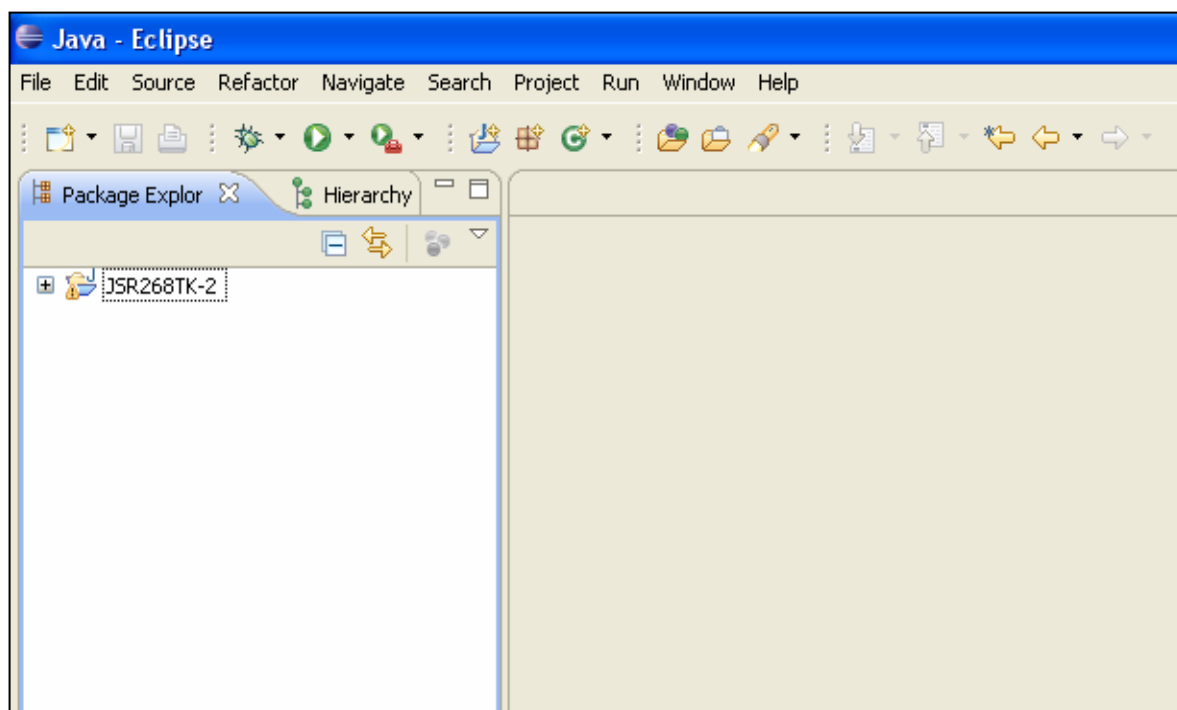 Java - Eclipse
File Edit Source Refactor Navigate Search Project Run Window Help
Package Explor Hierarchy
JSR268TK-2